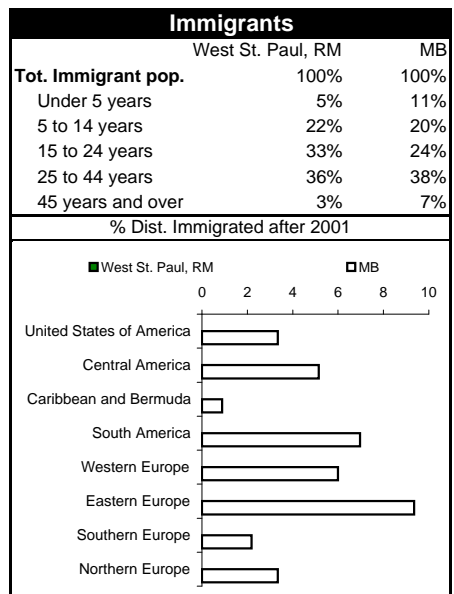 Immigrants
West St. Paul, RM MB
Tot. Immigrant pop. 100% 100%
Under 5 years 5% 11%
5 to 14 years 22% 20%
15 to 24 years 33% 24%
25 to 44 years 36% 38%
45 years and over 3% 7%
% Dist. Immigrated after 2001
West St. Paul, RM MB
0 2 4 6 8 10
United States of America
Central America
Caribbean and Bermuda
South America
Western Europe
Eastern Europe
Southern Europe
Northern Europe